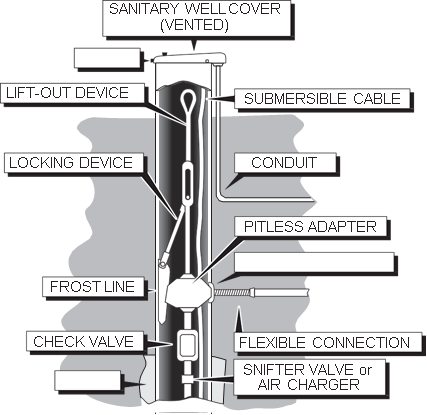 SANITARY WELL COVER
(VENTED)
LIFT-OUT DEVICE
SUBMERSIBLE CABLE
LOCKING DEVICE
CONDUIT
PITLESS ADAPTER
FROST LINE
CHECK VALVE
FLEXIBLE CONNECTION
SNIFTER VALVE or
AIR CHARGER